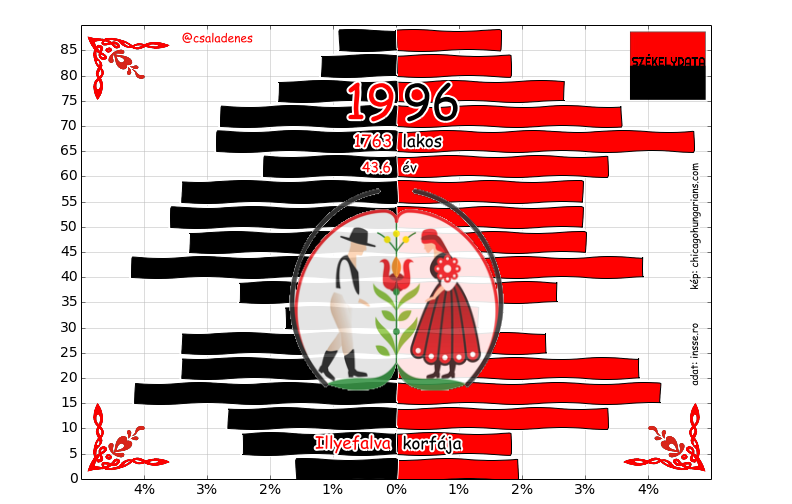 @csaladenes
SZÉKELYDATA
1996
1763 lakos
43.6 év
kép: chicagohungarians.com
adat: insse.ro
Illyefalva korfája
85
80
75
70
65
60
55
50
45
40
35
30
25
20
15
10
5
0
4% 3% 2% 1% 0% 1% 2% 3% 4%